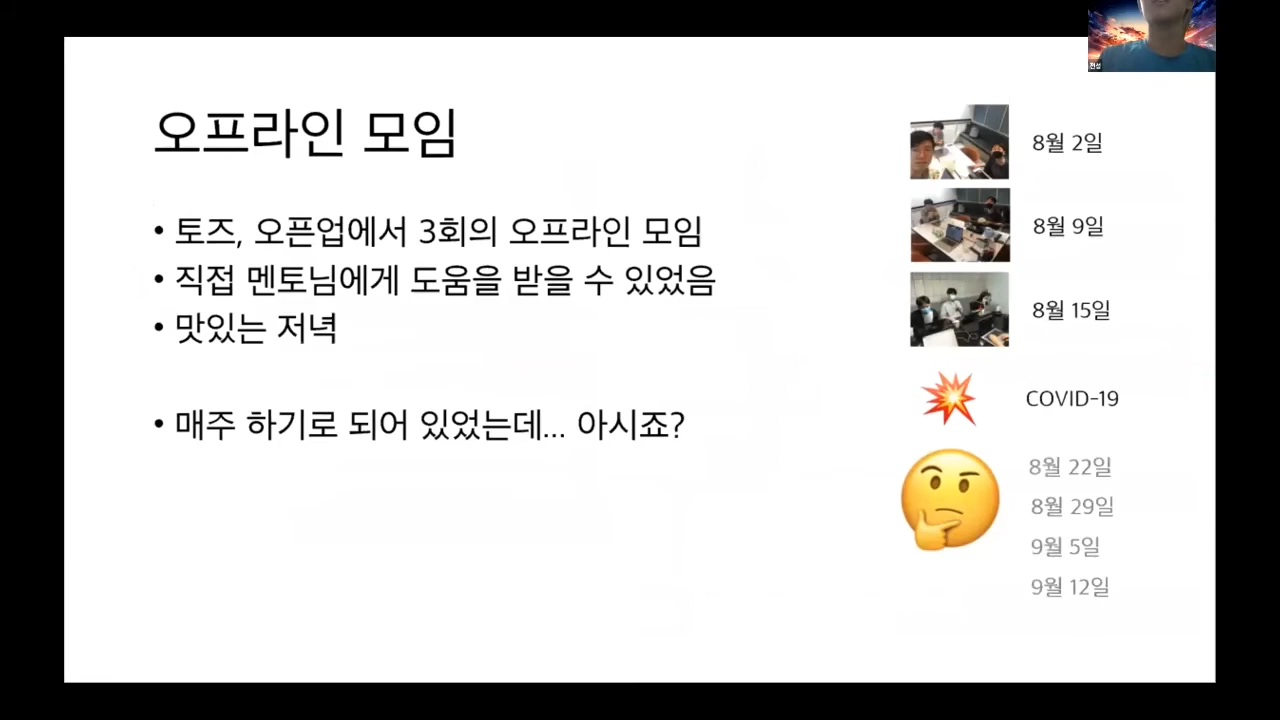 오프라인 모임
• 토즈, 오픈업에서 3회의 오프라인 모임
• 직접 멘토님에게 도움을 받을 수 있었음
• 맛있는 저녁
• 매주 하기로 되어 있었는데... 아시죠?
8월 2일
8월 9일
8월 15일
COVID-19
8월 22일
8월 29일
9월 5일
9월 12일